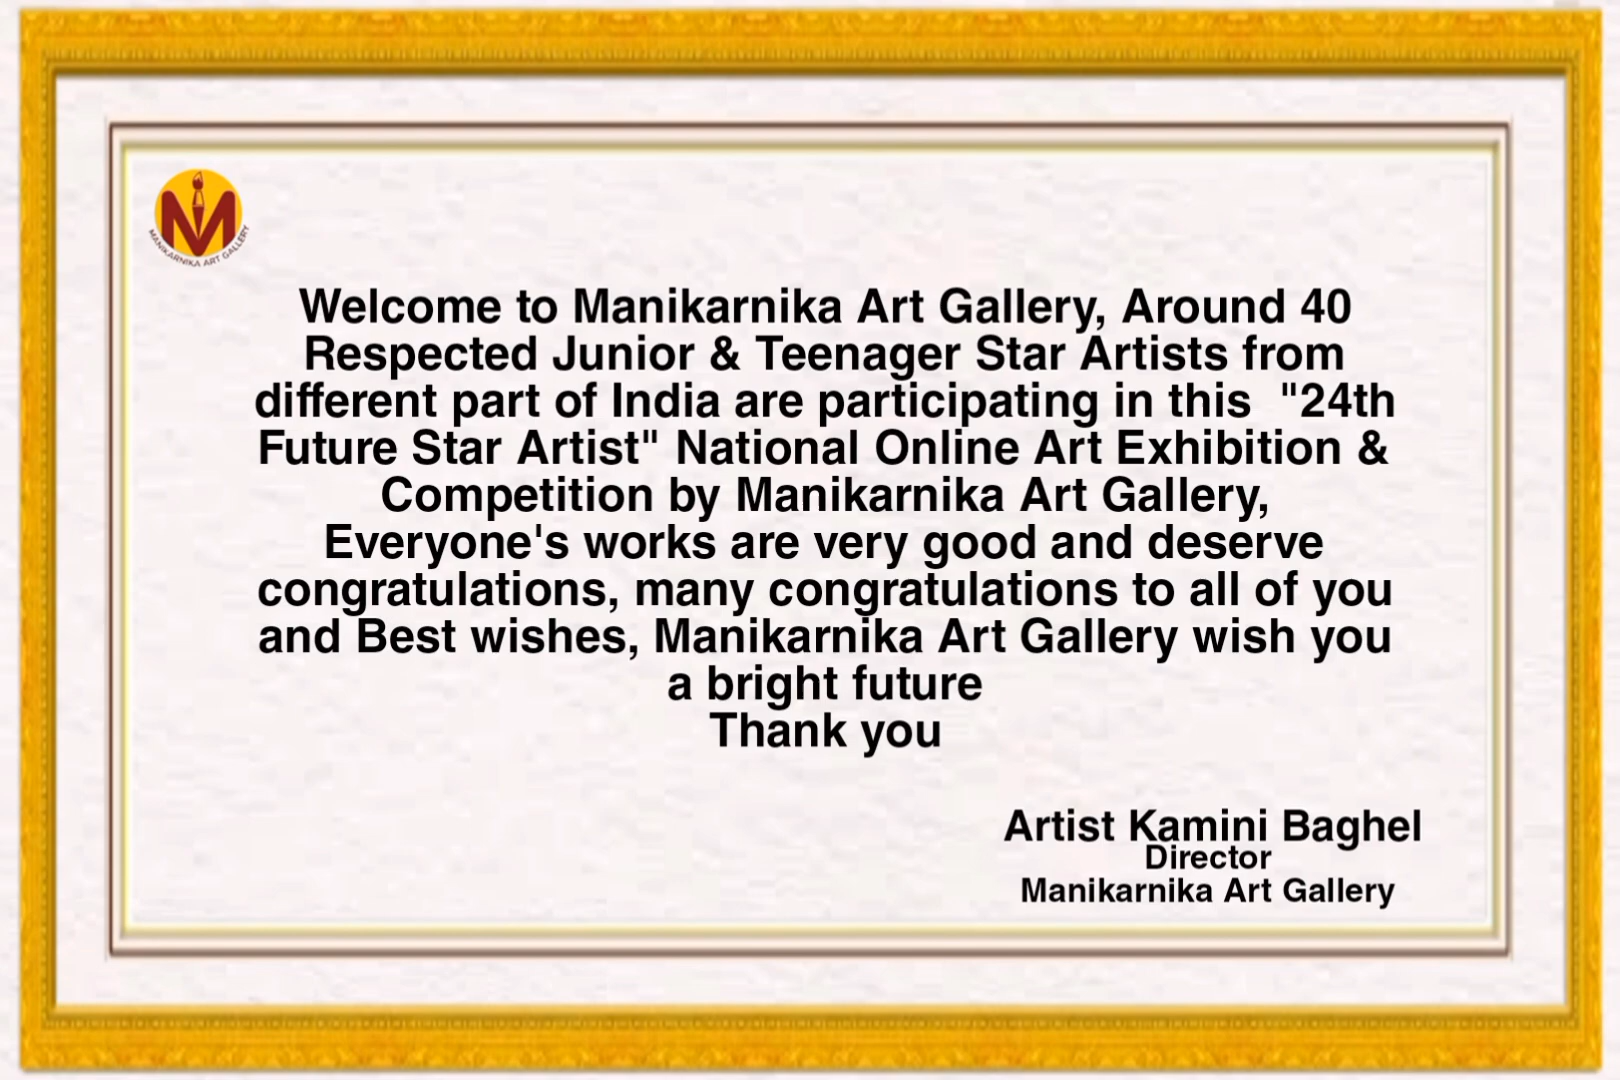 MANIKARNIKA ART GALLERY
Welcome to Manikarnika Art Gallery, Around 40
Respected Junior & Teenager Star Artists from
different part of India are participating in this  "24th
Future Star Artist" National Online Art Exhibition &
Competition by Manikarnika Art Gallery,
Everyone's works are very good and deserve
congratulations, many congratulations to all of you
and Best wishes, Manikarnika Art Gallery wish you
a bright future
Thank you
Artist Kamini Baghel
Director
Manikarnika Art Gallery